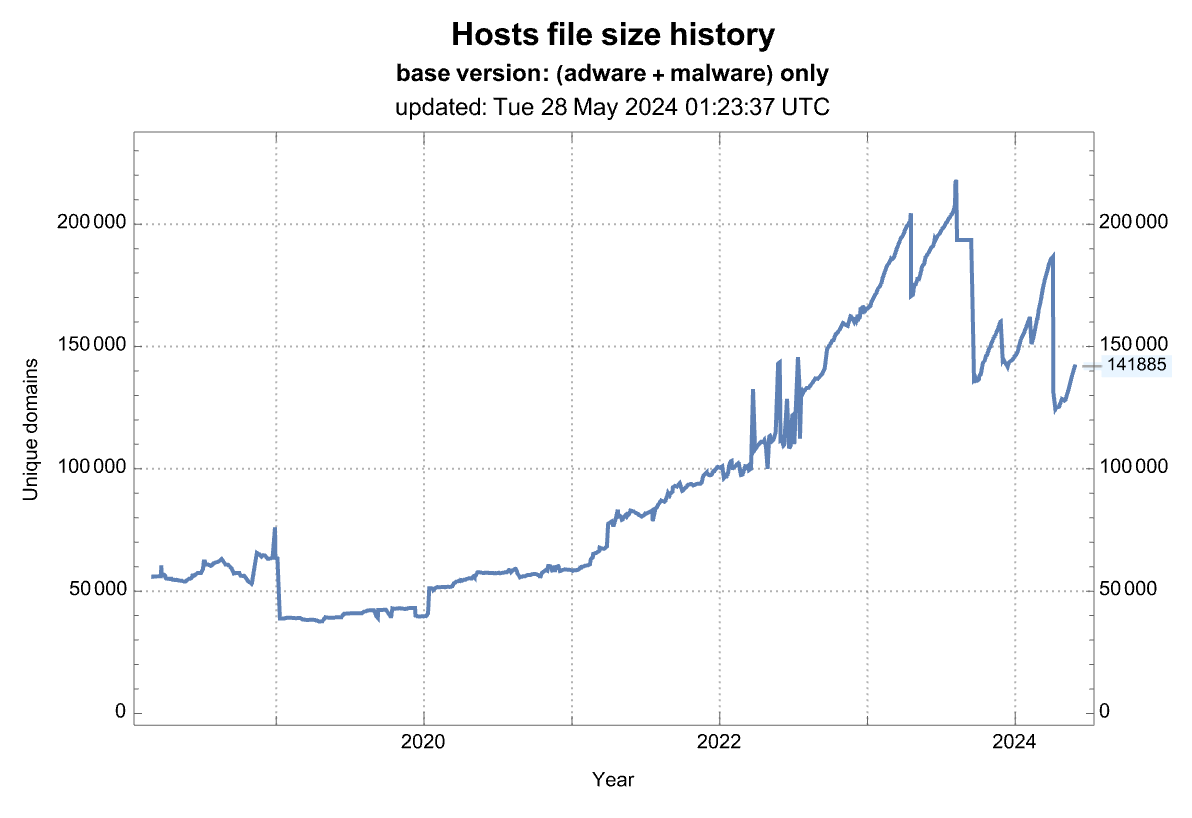 Hosts file size history
base version: (adware + malware) only
updated: Tue 28 May 2024 01:23:37 UTC
200 000
200 000
150 000
150 000
141885
100 000
100 000
50 000
50 000
0
0
Unique domains
2020
2022
2024
Year